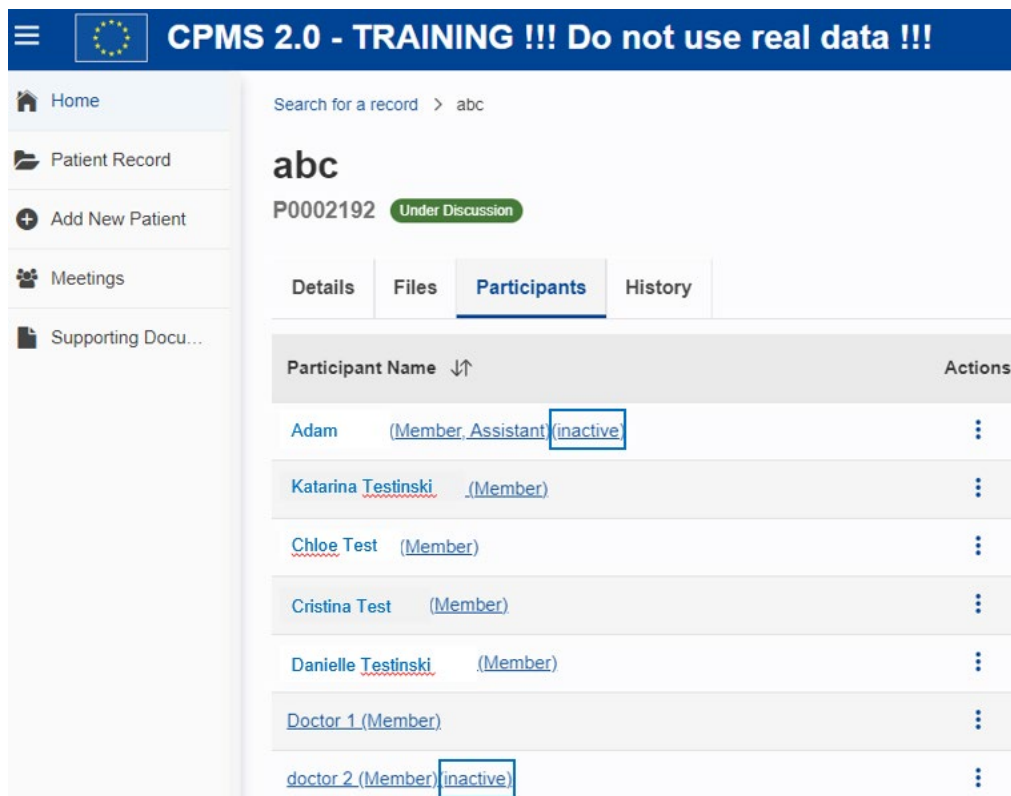 CPMS 2.0 - TRAINING !!! Do not use real data !!!
Home
Patient Record
Add New Patient
Meetings
Supporting Docu...
Search for a record > abc
abc
P0002192 Under Discussion
Details Files Participants History
Participant Name Actions
Adam (Member, Assistant)(inactive)
Katarina Testinski (Member)
Chloe Test (Member)
Cristina Test (Member)
Danielle Testinski (Member)
Doctor 1 (Member)
doctor 2 (Member)(inactive)